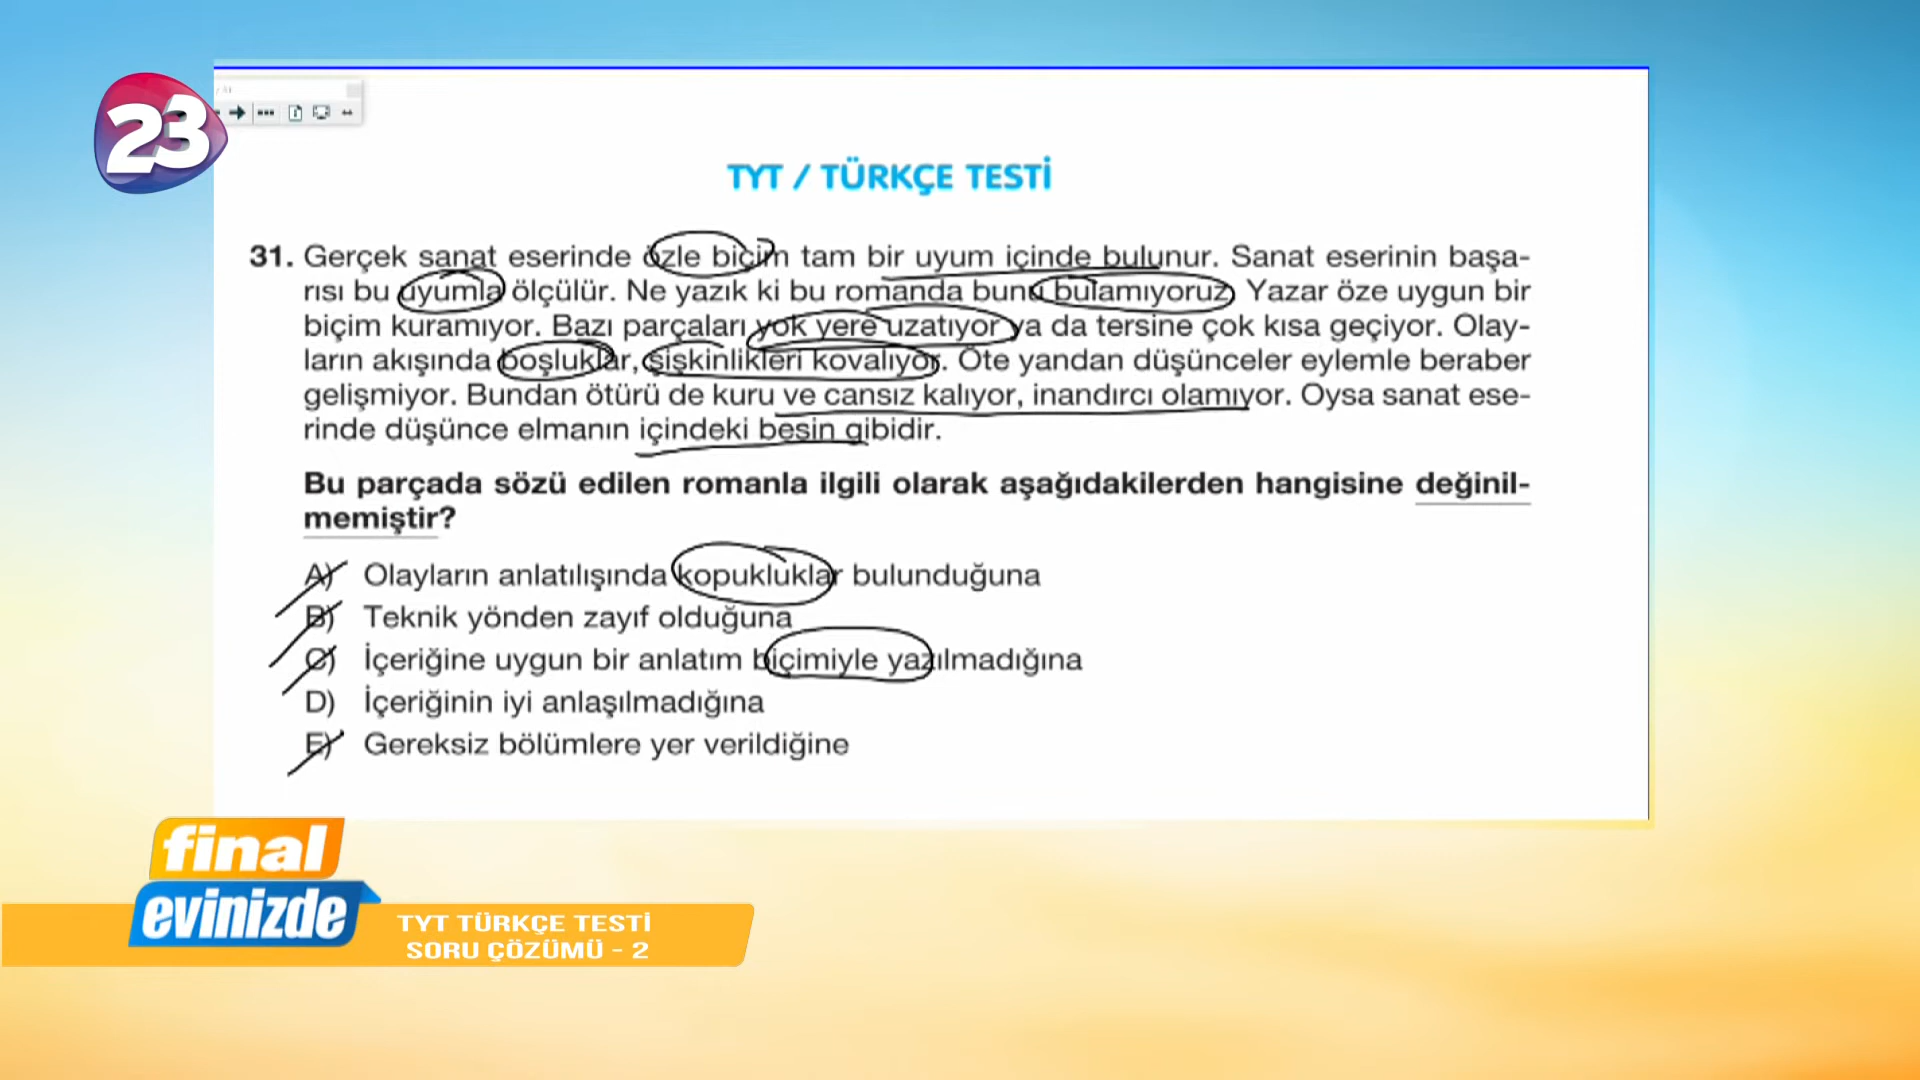 23
TYT / TÜRKÇE TESTİ
31. Gerçek sanat eserinde özle biçim tam bir uyum içinde bulunur. Sanat eserinin başa-
rısı bu uyumla ölçülür. Ne yazık ki bu romanda bunu bulamıyoruz. Yazar öze uygun bir
biçim kuramıyor. Bazı parçaları yok yere uzatıyor ya da tersine çok kısa geçiyor. Olay-
ların akışında boşluklar, şişkinlikleri kovalıyor. Öte yandan düşünceler eylemle beraber
gelişmiyor. Bundan ötürü de kuru ve cansız kalıyor, inandırcı olamıyor. Oysa sanat ese-
rinde düşünce elmanın içindeki besin gibidir.
Bu parçada sözü edilen romanla ilgili olarak aşağıdakilerden hangisine değinil-
memiştir?
A) Olayların anlatılışında kopukluklar bulunduğuna
B) Teknik yönden zayıf olduğuna
C) İçeriğine uygun bir anlatım biçimiyle yazılmadığına
D) İçeriğinin iyi anlaşılmadığına
E) Gereksiz bölümlere yer verildiğine
final
evinizde
TYT TÜRKÇE TESTİ
SORU ÇÖZÜMÜ - 2